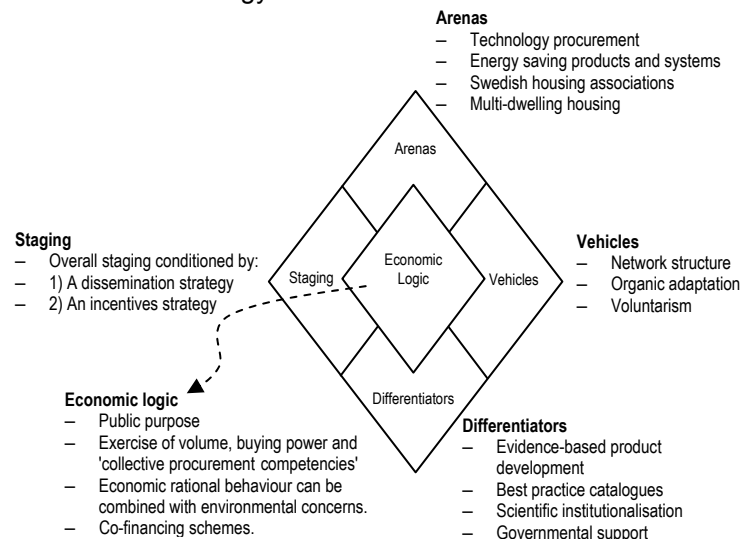 Arenas
– Technology procurement
– Energy saving products and systems
– Swedish housing associations
– Multi-dwelling housing
Arenas
Staging
– Overall staging conditioned by:
– 1) A dissemination strategy
– 2) An incentives strategy
Staging
Economic
Logic
Vehicles
Vehicles
– Network structure
– Organic adaptation
– Voluntarism
Differentiators
Economic logic
– Public purpose
– Exercise of volume, buying power and
'collective procurement competencies'
– Economic rational behaviour can be
combined with environmental concerns.
– Co-financing schemes.
Differentiators
– Evidence-based product
development
– Best practice catalogues
– Scientific institutionalisation
– Governmental support